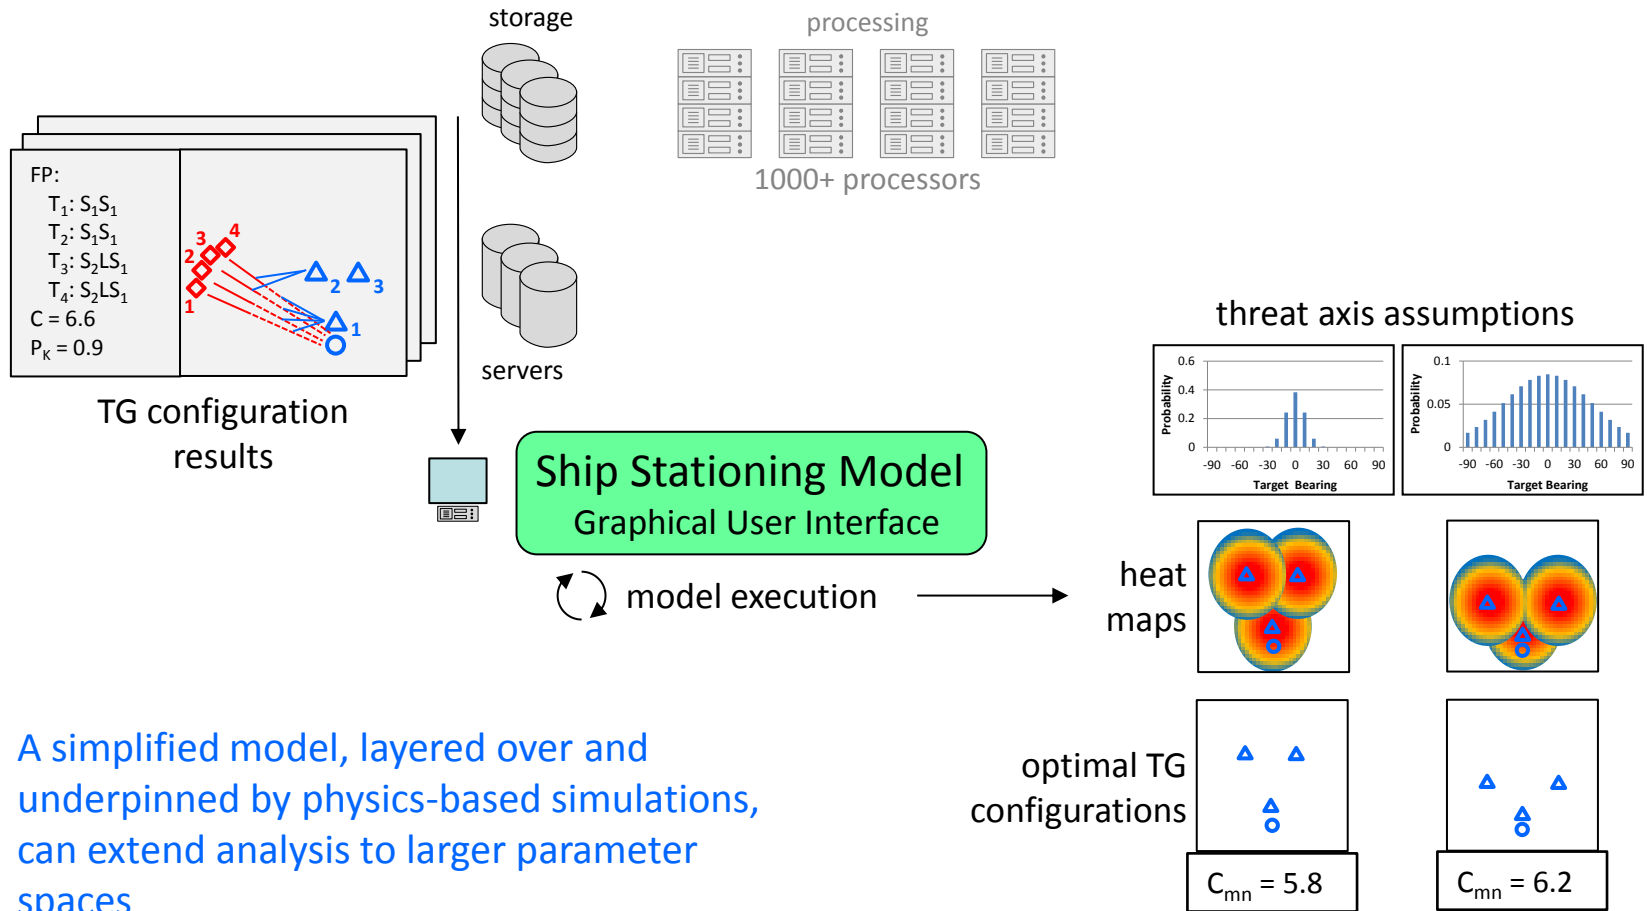 storage
processing
1000+ processors
FP:
T₁: S₁S₁
T₂: S₁S₁
T₃: S₂LS₁
T₄: S₂LS₁
C = 6.6
Pₖ = 0.9
1
2
3
4
2
3
1
TG configuration
results
servers
Ship Stationing Model
Graphical User Interface
model execution
threat axis assumptions
Probability
0.6
0.4
0.2
0
-90 -60 -30 0 30 60 90
Target Bearing
Probability
0.1
0.05
0
-90 -60 -30 0 30 60 90
Target Bearing
heat
maps
optimal TG
configurations
Cₘₙ = 5.8
Cₘₙ = 6.2
A simplified model, layered over and
underpinned by physics-based simulations,
can extend analysis to larger parameter
spaces